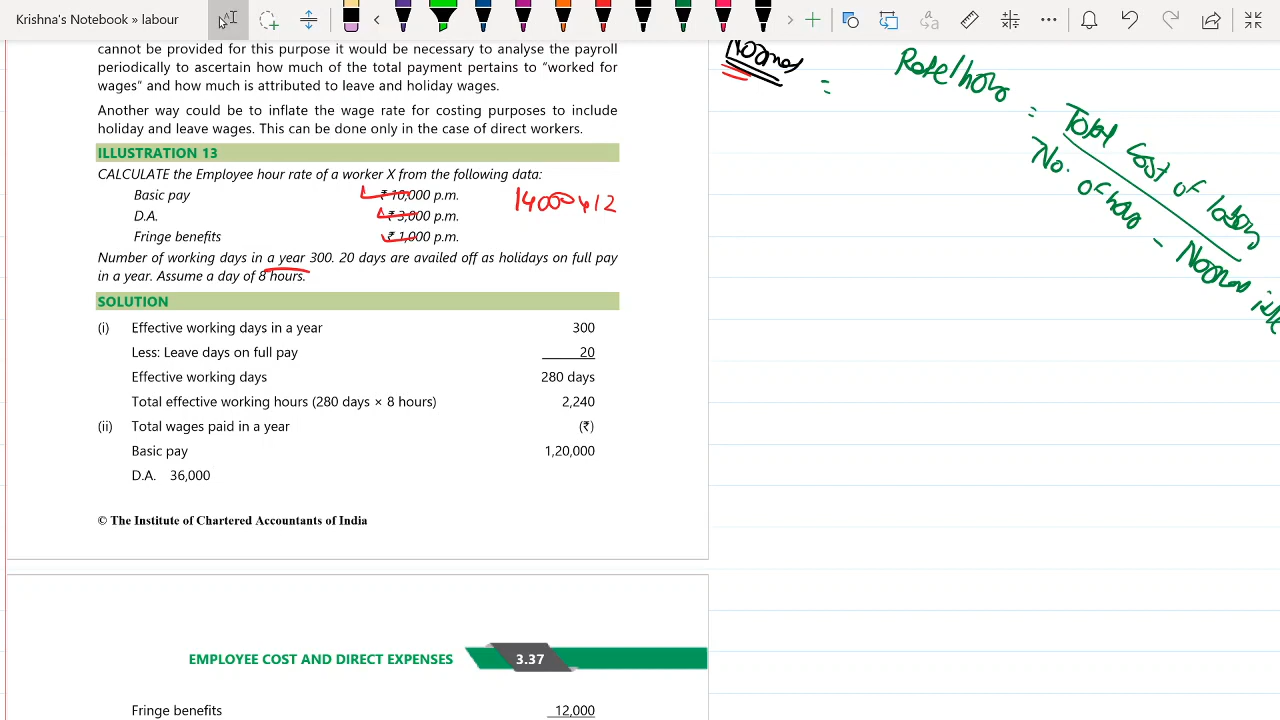 Krishna's Notebook » labour
cannot be provided for this purpose it would be necessary to analyse the payroll
periodically to ascertain how much of the total payment pertains to “worked for
wages” and how much is attributed to leave and holiday wages.
Another way could be to inflate the wage rate for costing purposes to include
holiday and leave wages. This can be done only in the case of direct workers.
ILLUSTRATION 13
CALCULATE the Employee hour rate of a worker X from the following data:
Basic pay ₹ 10,000 p.m.
D.A. ₹ 3,000 p.m.
Fringe benefits ₹ 1,000 p.m.
14000 × 12
Number of working days in a year 300. 20 days are availed off as holidays on full pay
in a year. Assume a day of 8 hours.
SOLUTION
(i) Effective working days in a year 300
Less: Leave days on full pay 20
Effective working days 280 days
Total effective working hours (280 days × 8 hours) 2,240
(ii) Total wages paid in a year (₹)
Basic pay 1,20,000
D.A. 36,000
© The Institute of Chartered Accountants of India
EMPLOYEE COST AND DIRECT EXPENSES 3.37
Fringe benefits 12,000
Normal
= Rate/hour =
Total Cost of labour
No. of hours - Normal idle